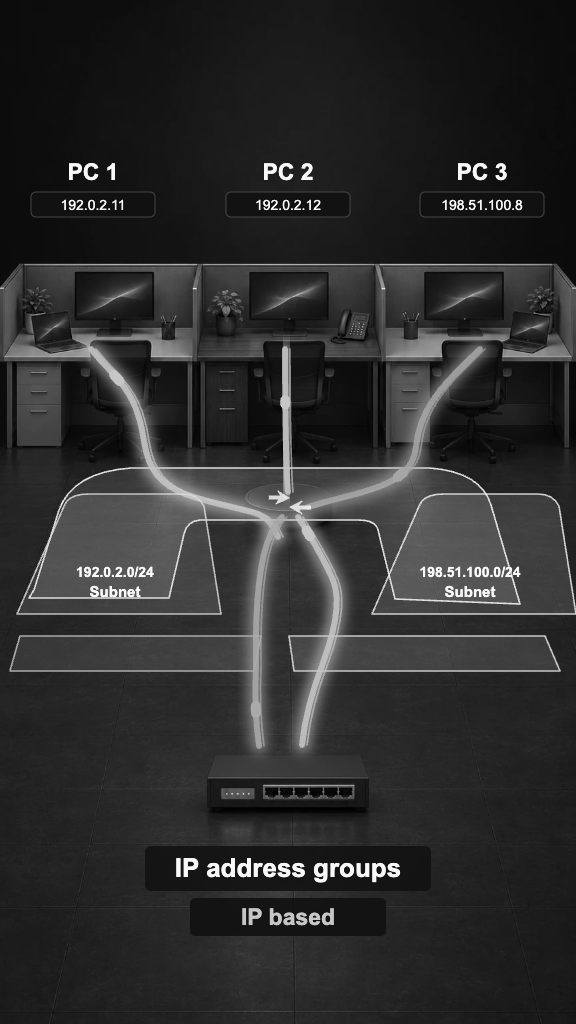 PC 1
PC 2
PC 3
192.0.2.11
192.0.2.12
198.51.100.8
192.0.2.0/24
Subnet
198.51.100.0/24
Subnet
IP address groups
IP based